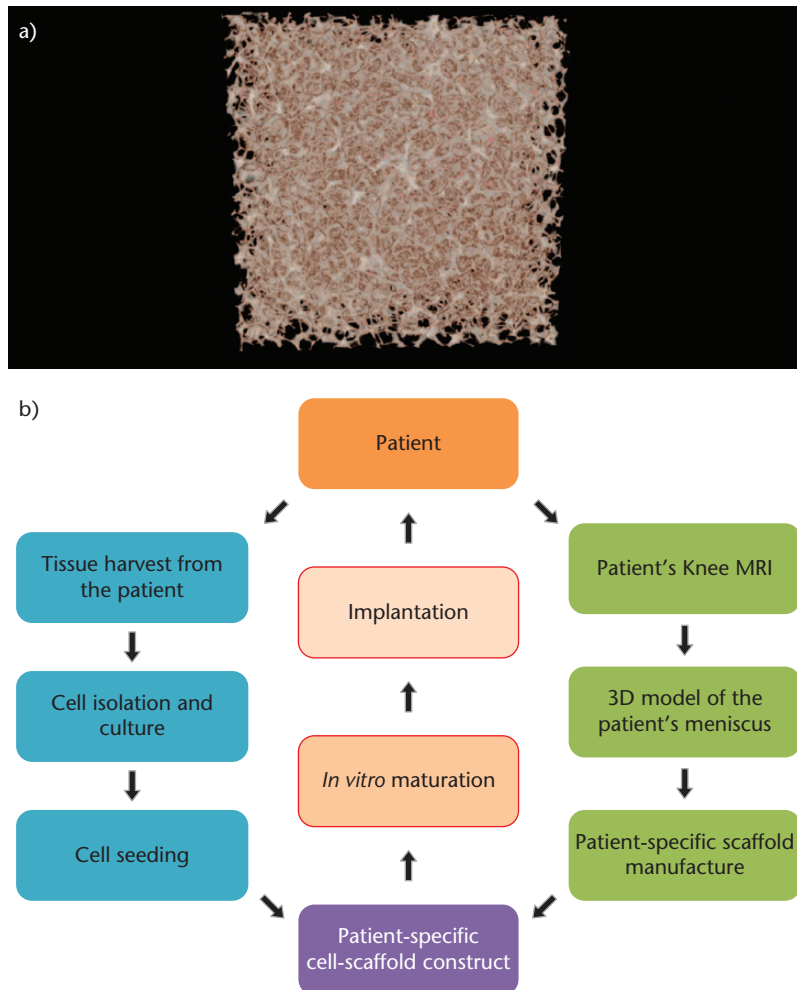 a)
b)
Patient
Tissue harvest from
the patient
Patient's Knee MRI
Implantation
Cell isolation and
culture
3D model of the
patient's meniscus
In vitro maturation
Cell seeding
Patient-specific scaffold
manufacture
Patient-specific
cell-scaffold construct